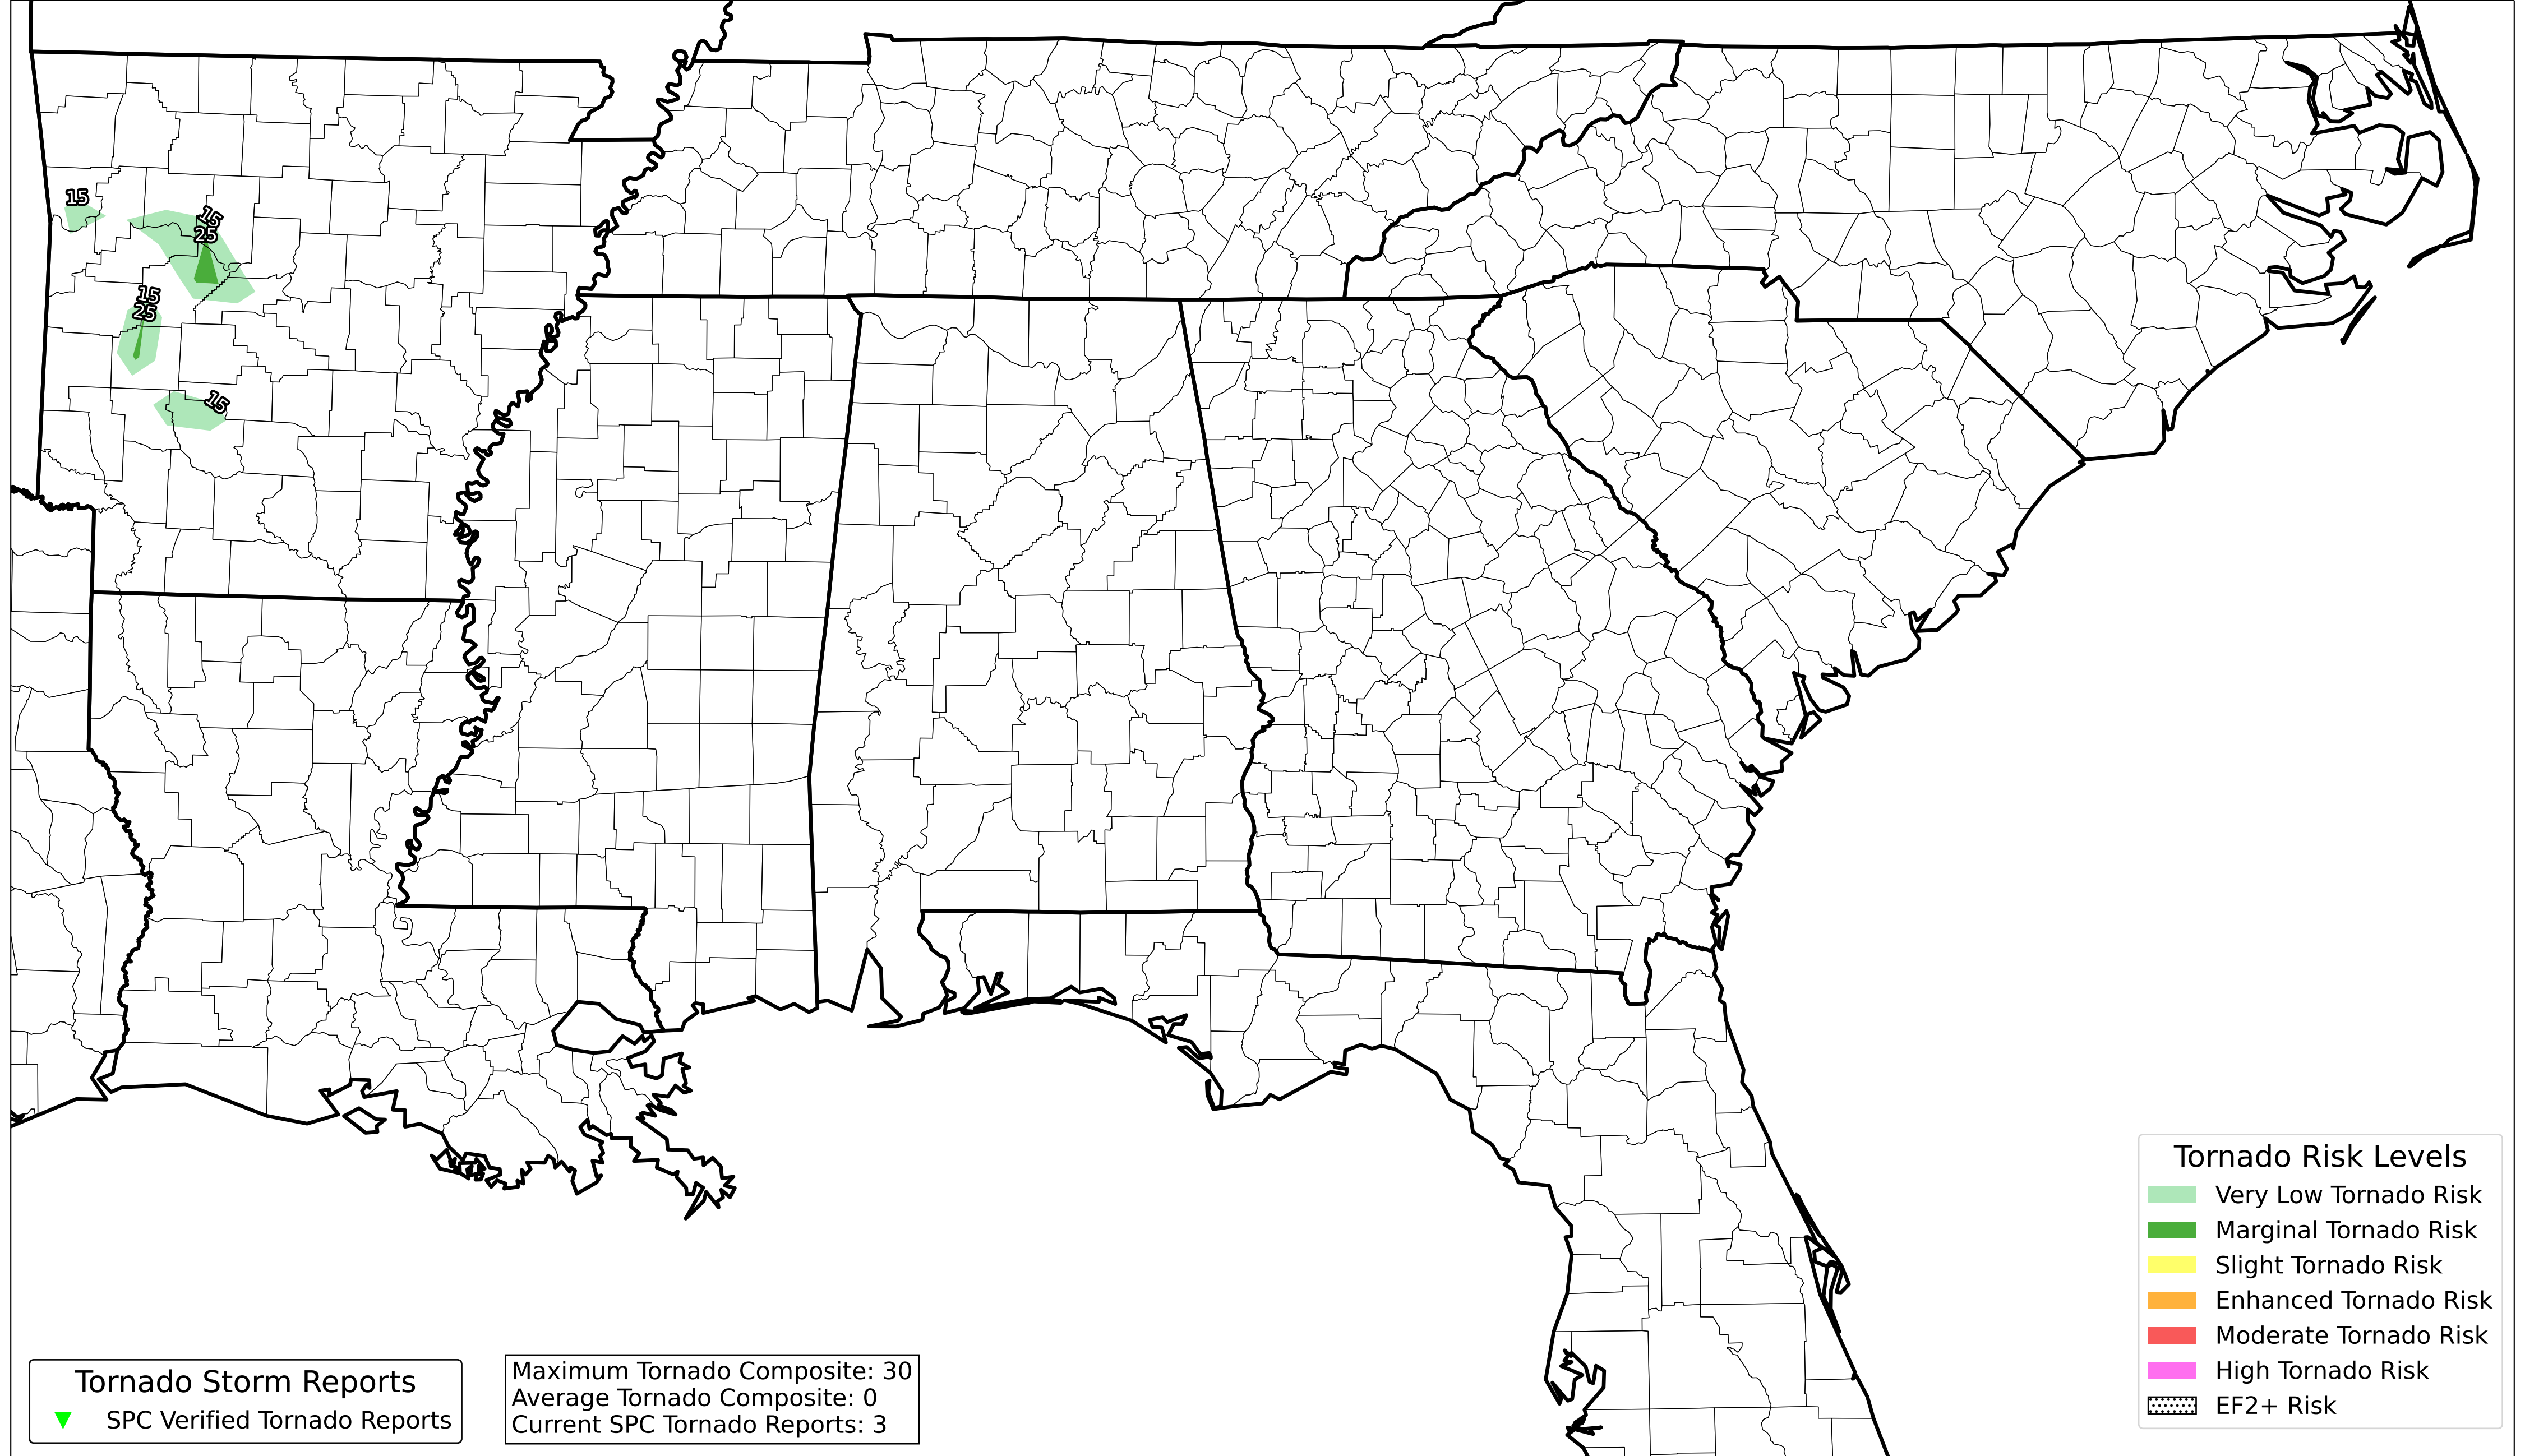 15
15
25
15
25
15
Tornado Risk Levels
Very Low Tornado Risk
Marginal Tornado Risk
Slight Tornado Risk
Enhanced Tornado Risk
Moderate Tornado Risk
High Tornado Risk
EF2+ Risk
Tornado Storm Reports
SPC Verified Tornado Reports
Maximum Tornado Composite: 30
Average Tornado Composite: 0
Current SPC Tornado Reports: 3